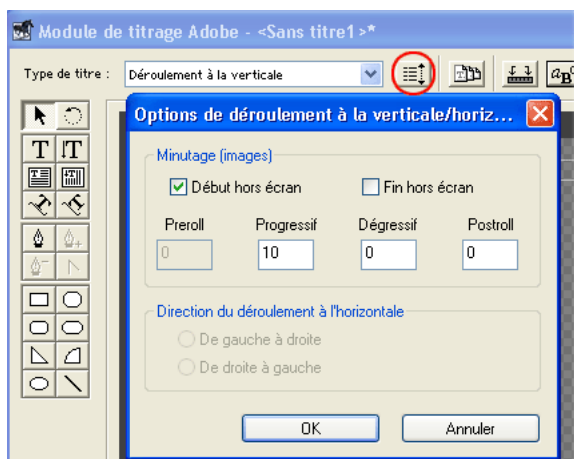 Module de titrage Adobe - <Sans titre1>*
Type de titre : Déroulement à la verticale
Options de déroulement à la verticale/horiz...
Minutage (images)
Début hors écran Fin hors écran
Preroll Progressif Dégressif Postroll
0 10 0 0
Direction du déroulement à l'horizontale
De gauche à droite
De droite à gauche
OK Annuler